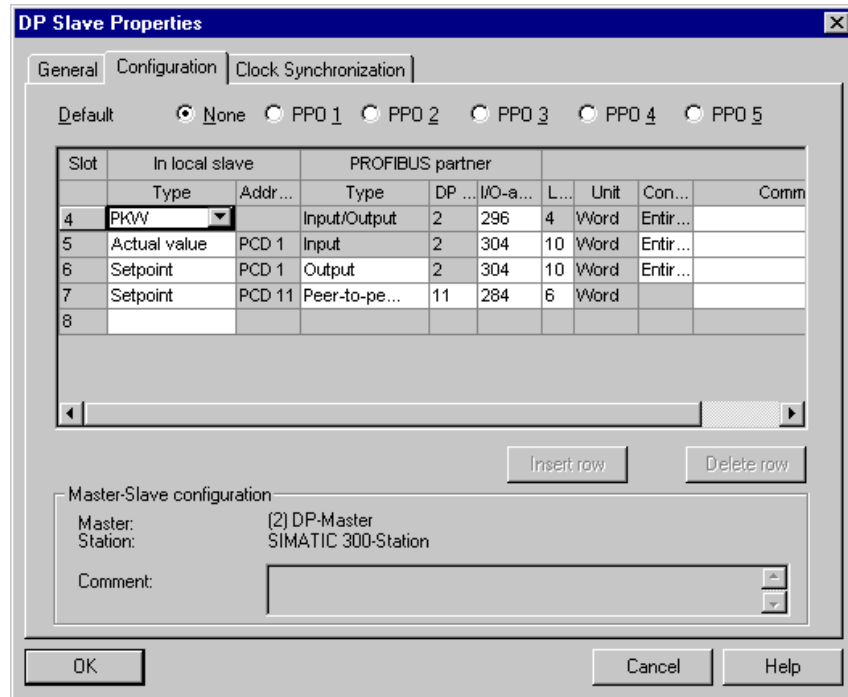 DP Slave Properties
General Configuration Clock Synchronization
Default None PPO 1 PPO 2 PPO 3 PPO 4 PPO 5
Slot In local slave PROFIBUS partner
Type Addr... Type DP ... I/O-a... L... Unit Con... Comm
4 PKW Input/Output 2 296 4 Word Entir...
5 Actual value PCD 1 Input 2 304 10 Word Entir...
6 Setpoint PCD 1 Output 2 304 10 Word Entir...
7 Setpoint PCD 11 Peer-to-pe... 11 284 6 Word
8
Insert row Delete row
Master-Slave configuration
Master: (2) DP-Master
Station: SIMATIC 300-Station
Comment:
OK Cancel Help